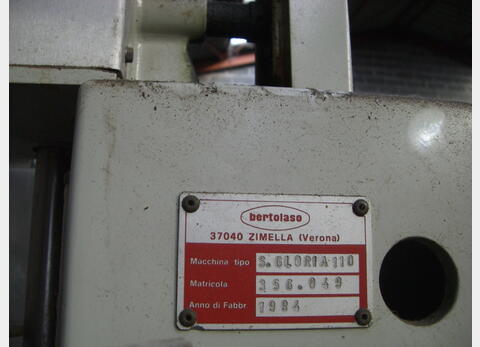 bertolaso
37040 ZIMELLA (Verona)
Macchina tipo S.GLORIA 110
Matricola 356.049
Anno di Fabbr. 1994